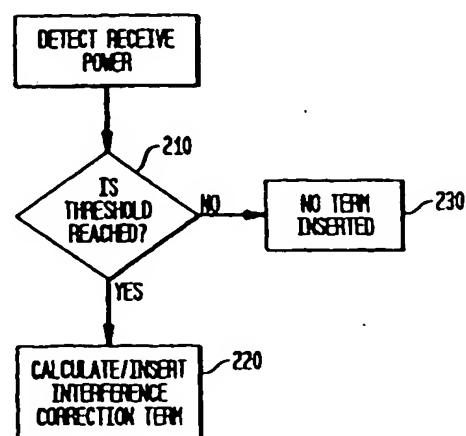 DETECT RECEIVE
POWER
210
IS
THRESHOLD
REACHED?
NO
NO TERM
INSERTED
230
YES
CALCULATE/INSERT
INTERFERENCE
CORRECTION TERM
220